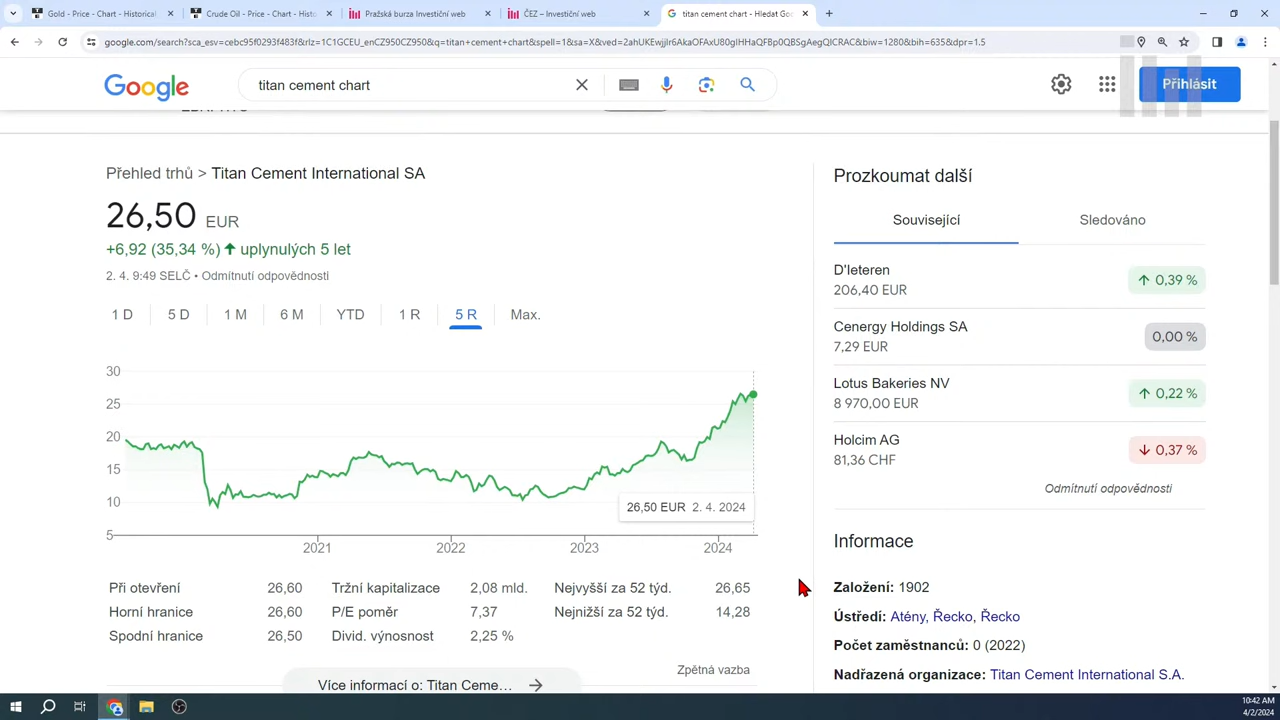 Gold - Price - Chart - Historical
Crude Oil - Price - Chart - Histo
Pražská burza Investiční web
ČEZ – Investiční web
titan cement chart - Hledat Goo
google.com/search?sca_esv=cebc95f0293f483f&rlz=1C1GCEU_enCZ950CZ950&q=titan+cement+chart&spell=1&sa=X&ved=2ahUKEwjjlr6AkaOFAxU80gIHHaQFBp0QBSgAegQICRAC&biw=1280&bih=635&dpr=1.5
Google
titan cement chart
Přihlásit
Přehled trhů > Titan Cement International SA
26,50 EUR
+6,92 (35,34 %) ↑ uplynulých 5 let
2. 4. 9:49 SELČ • Odmítnutí odpovědnosti
1 D 5 D 1 M 6 M YTD 1 R 5 R Max.
30
25
20
15
10
5
26,50 EUR 2. 4. 2024
2021 2022 2023 2024
Při otevření 26,60 Tržní kapitalizace 2,08 mld. Nejvyšší za 52 týd. 26,65
Horní hranice 26,60 P/E poměr 7,37 Nejnižší za 52 týd. 14,28
Spodní hranice 26,50 Divid. výnosnost 2,25 %
Zpětná vazba
Více informací o: Titan Ceme… →
Prozkoumat další
Související Sledováno
D'Ieteren
206,40 EUR
↑ 0,39 %
Cenergy Holdings SA
7,29 EUR
0,00 %
Lotus Bakeries NV
8 970,00 EUR
↑ 0,22 %
Holcim AG
81,36 CHF
↓ 0,37 %
Odmítnutí odpovědnosti
Informace
Založení: 1902
Ústředí: Atény, Řecko, Řecko
Počet zaměstnanců: 0 (2022)
Nadřazená organizace: Titan Cement International S.A.
10:42 AM
4/2/2024